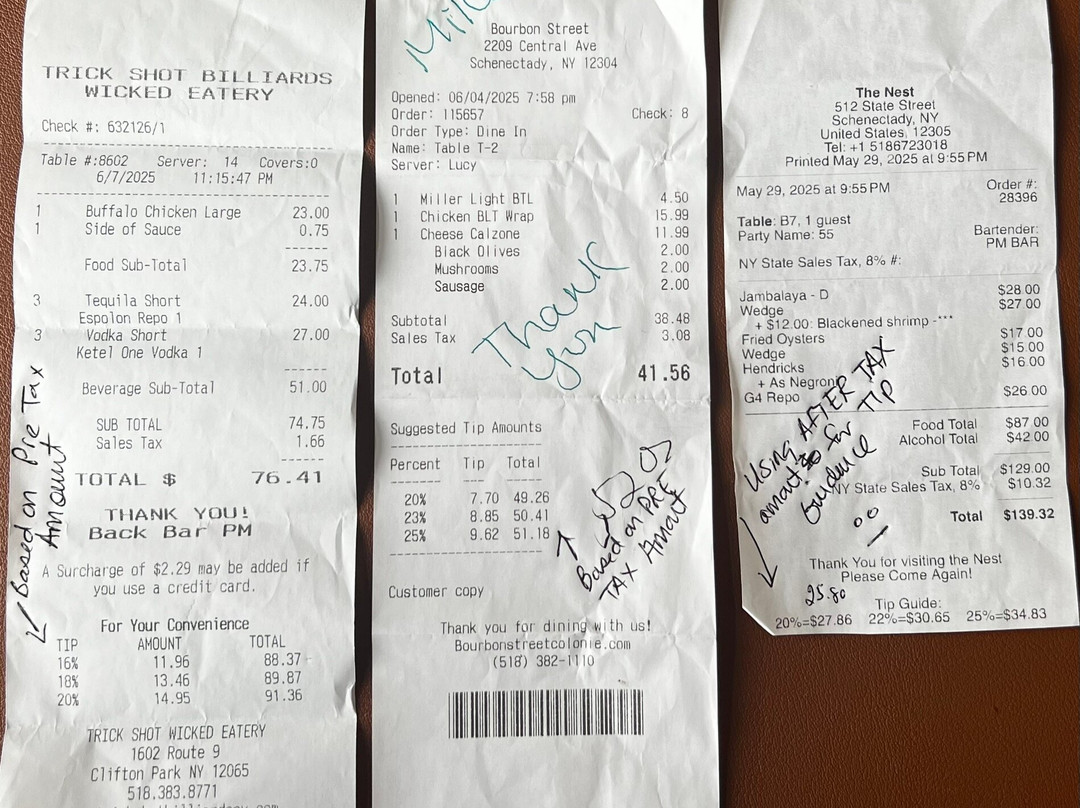 TRICK SHOT BILLIARDS
WICKED EATERY
Check #: 632126/1
Table #:8602 Server: 14 Covers:0
6/7/2025 11:15:47 PM
1 Buffalo Chicken Large 23.00
1 Side of Sauce 0.75
Food Sub-Total 23.75
3 Tequila Short 24.00
Espolon Repo 1
3 Vodka Short 27.00
Ketel One Vodka 1
Beverage Sub-Total 51.00
SUB TOTAL 74.75
Sales Tax 1.66
TOTAL $ 76.41
THANK YOU!
Back Bar PM
A Surcharge of $2.29 may be added if
you use a credit card.
For Your Convenience
TIP AMOUNT TOTAL
16% 11.96 88.37
18% 13.46 89.87
20% 14.95 91.36
TRICK SHOT WICKED EATERY
1602 Route 9
Clifton Park NY 12065
518.383.8771
Based on Pre Tax
Amount
Bourbon Street
2209 Central Ave
Schenectady, NY 12304
Opened: 06/04/2025 7:58 pm
Order: 115657 Check: 8
Order Type: Dine In
Name: Table T-2
Server: Lucy
1 Miller Light BTL 4.50
1 Chicken BLT Wrap 15.99
1 Cheese Calzone 11.99
Black Olives 2.00
Mushrooms 2.00
Sausage 2.00
Subtotal 38.48
Sales Tax 3.08
Total 41.56
Thank
You
Suggested Tip Amounts
Percent Tip Total
20% 7.70 49.26
23% 8.85 50.41
25% 9.62 51.18
Based on PRE
TAX Amount
Customer copy
Thank you for dining with us!
Bourbonstreetcolonie.com
(518) 382-1110
The Nest
512 State Street
Schenectady, NY
United States, 12305
Tel: +1 5186723018
Printed May 29, 2025 at 9:55 PM
May 29, 2025 at 9:55 PM Order #:
28396
Table: B7, 1 guest
Party Name: 55 Bartender:
PM BAR
NY State Sales Tax, 8% #:
Jambalaya - D $28.00
Wedge $27.00
+ $12.00: Blackened shrimp -***
Fried Oysters $17.00
Wedge $15.00
Hendricks $16.00
+ As Negroni
G4 Repo $26.00
Food Total $87.00
Alcohol Total $42.00
Sub Total $129.00
NY State Sales Tax, 8% $10.32
Total $139.32
USING AFTER TAX
amount for TIP
Guidence
Thank You for visiting the Nest
Please Come Again!
25.80
Tip Guide:
20%=$27.86 22%=$30.65 25%=$34.83